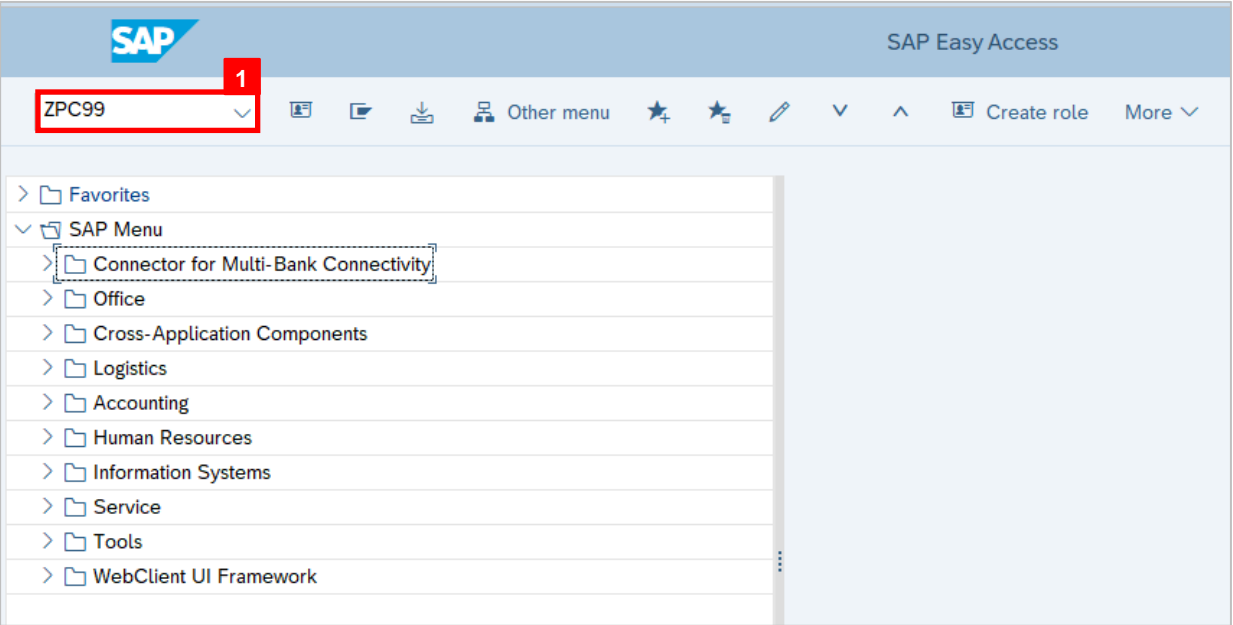 SAP
SAP Easy Access
1
ZPC99 Other menu Create role More
Favorites
SAP Menu
Connector for Multi-Bank Connectivity
Office
Cross-Application Components
Logistics
Accounting
Human Resources
Information Systems
Service
Tools
WebClient UI Framework